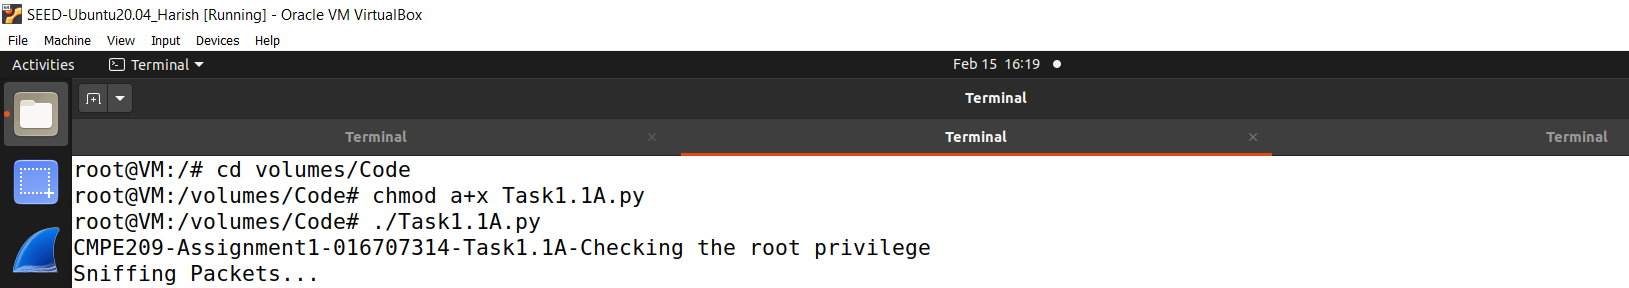 SEED-Ubuntu20.04_Harish [Running] - Oracle VM VirtualBox
File Machine View Input Devices Help
Activities Terminal Feb 15 16:19
Terminal
Terminal × Terminal × Terminal
root@VM:/# cd volumes/Code
root@VM:/volumes/Code# chmod a+x Task1.1A.py
root@VM:/volumes/Code# ./Task1.1A.py
CMPE209-Assignment1-016707314-Task1.1A-Checking the root privilege
Sniffing Packets...